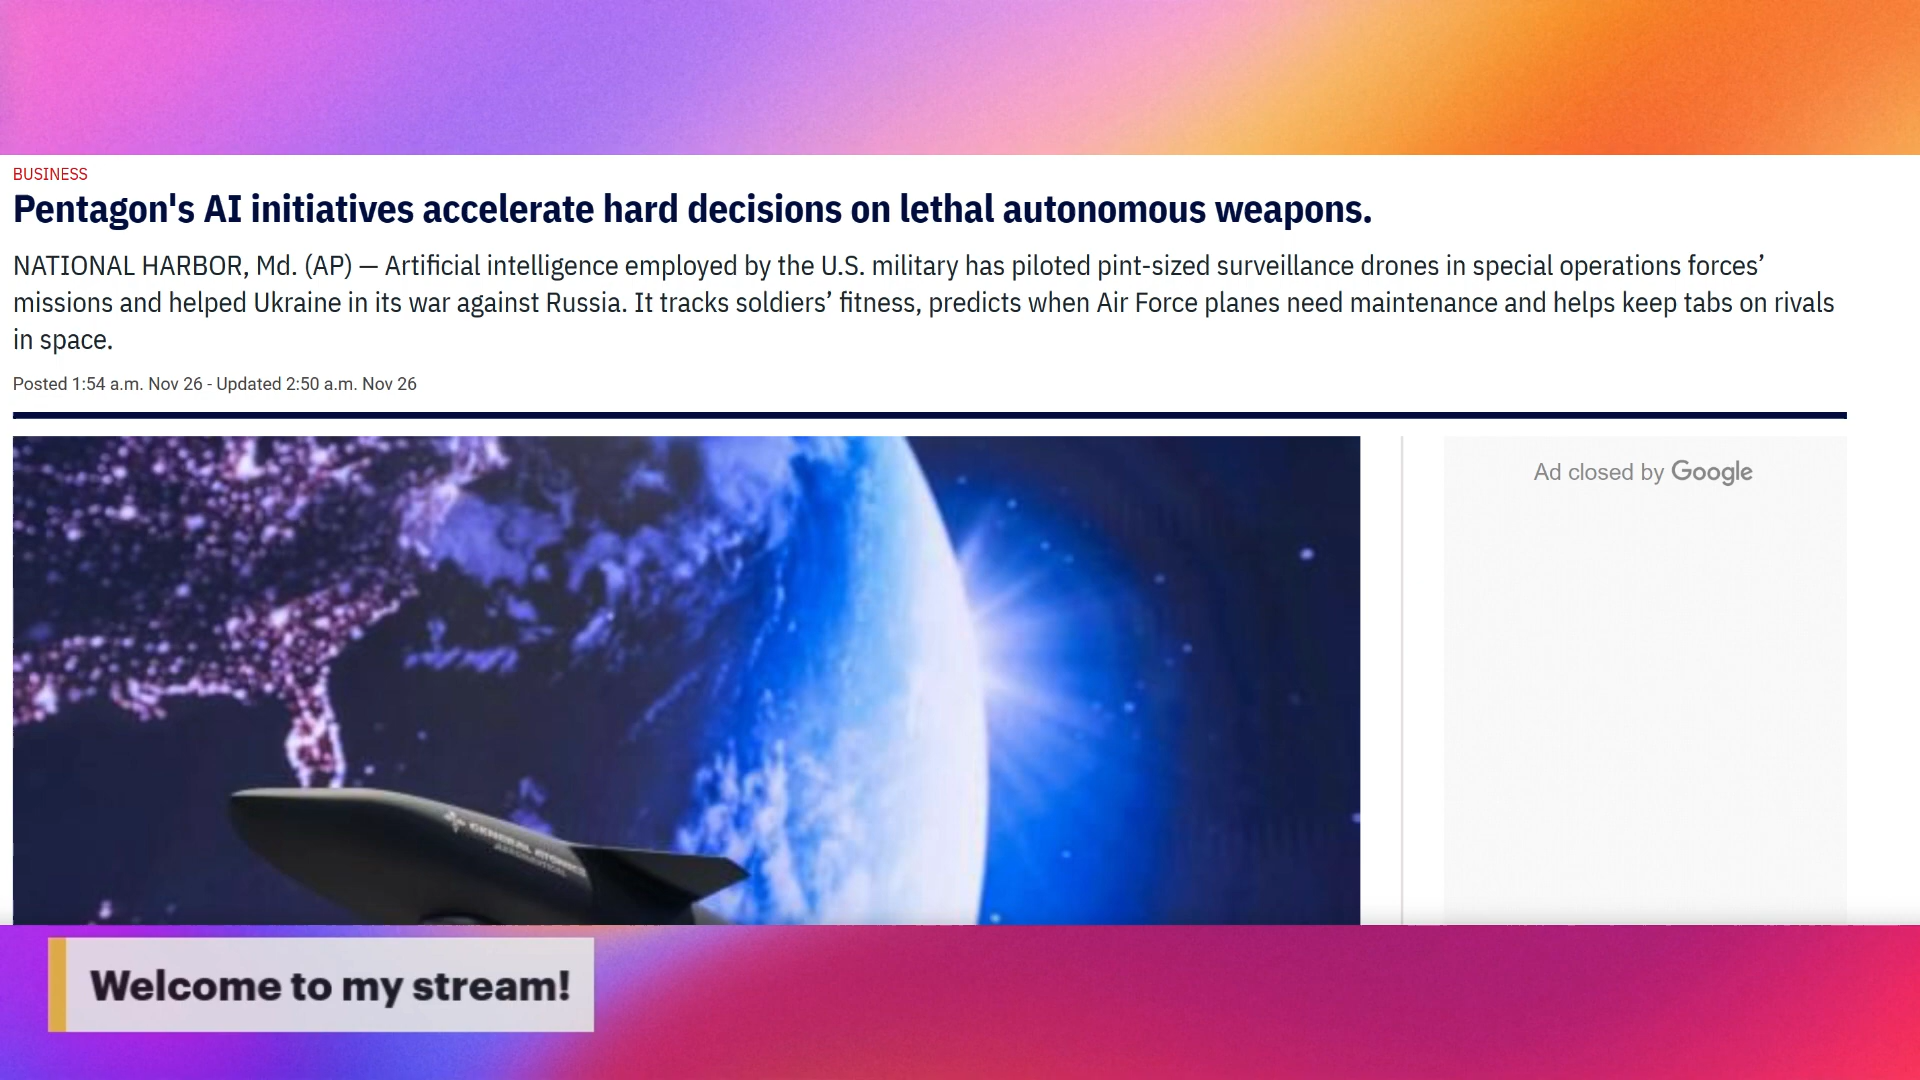 BUSINESS
Pentagon's AI initiatives accelerate hard decisions on lethal autonomous weapons.
NATIONAL HARBOR, Md. (AP) — Artificial intelligence employed by the U.S. military has piloted pint-sized surveillance drones in special operations forces’
missions and helped Ukraine in its war against Russia. It tracks soldiers’ fitness, predicts when Air Force planes need maintenance and helps keep tabs on rivals
in space.
Posted 1:54 a.m. Nov 26 - Updated 2:50 a.m. Nov 26
Ad closed by Google
GENERAL ATOMICS
AERONAUTICAL
Welcome to my stream!